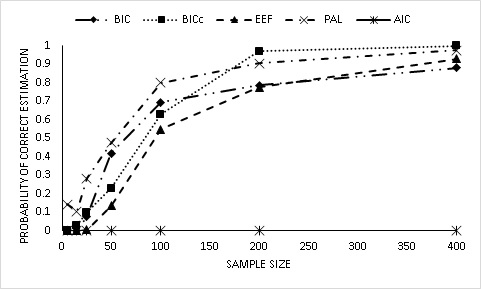 BIC BICc EEF PAL AIC
PROBABILITY OF CORRECT ESTIMATION
1
0.9
0.8
0.7
0.6
0.5
0.4
0.3
0.2
0.1
0
0 50 100 150 200 250 300 350 400
SAMPLE SIZE